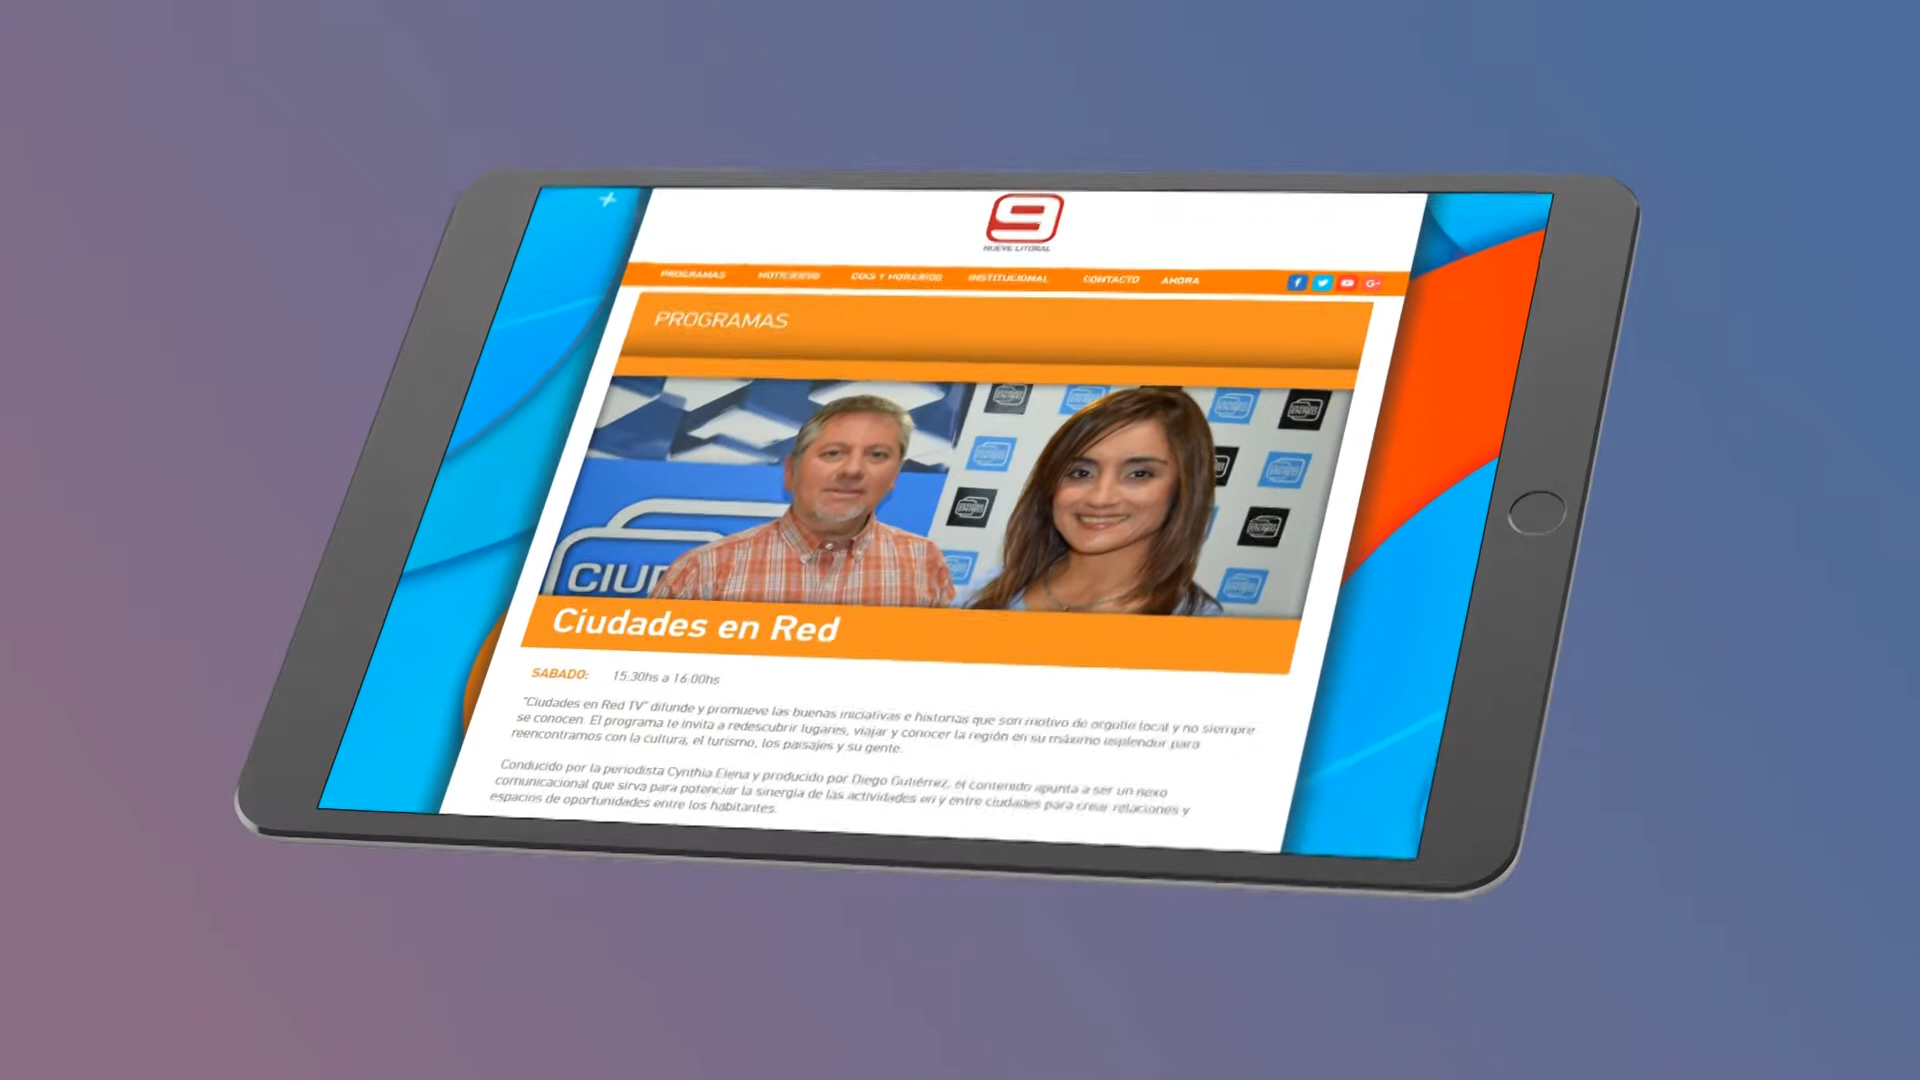 9
NUEVE LITORAL
PROGRAMAS NOTICIERO DÍAS Y HORARIOS INSTITUCIONAL CONTACTO AHORA
PROGRAMAS
CIUD
Ciudades en Red
SABADO: 15:30hs a 16:00hs
"Ciudades en Red TV" difunde y promueve las buenas iniciativas e historias que son motivo de orgullo local y no siempre
se conocen. El programa te invita a redescubrir lugares, viajar y conocer la región en su máximo esplendor para
reencontrarnos con la cultura, el turismo, los paisajes y su gente.
Conducido por la periodista Cynthia Elena y producido por Diego Gutiérrez, el contenido apunta a ser un nexo
comunicacional que sirva para potenciar la sinergia de las actividades en y entre ciudades para crear relaciones y
espacios de oportunidades entre los habitantes.